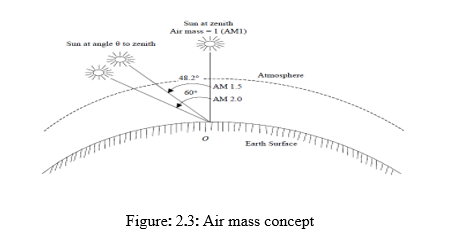 Sun at zenith
Air mass = 1 (AM1)
Sun at angle θ to zenith
48.2°
Atmosphere
AM 1.5
60°
AM 2.0
O
Earth Surface
Figure: 2.3: Air mass concept